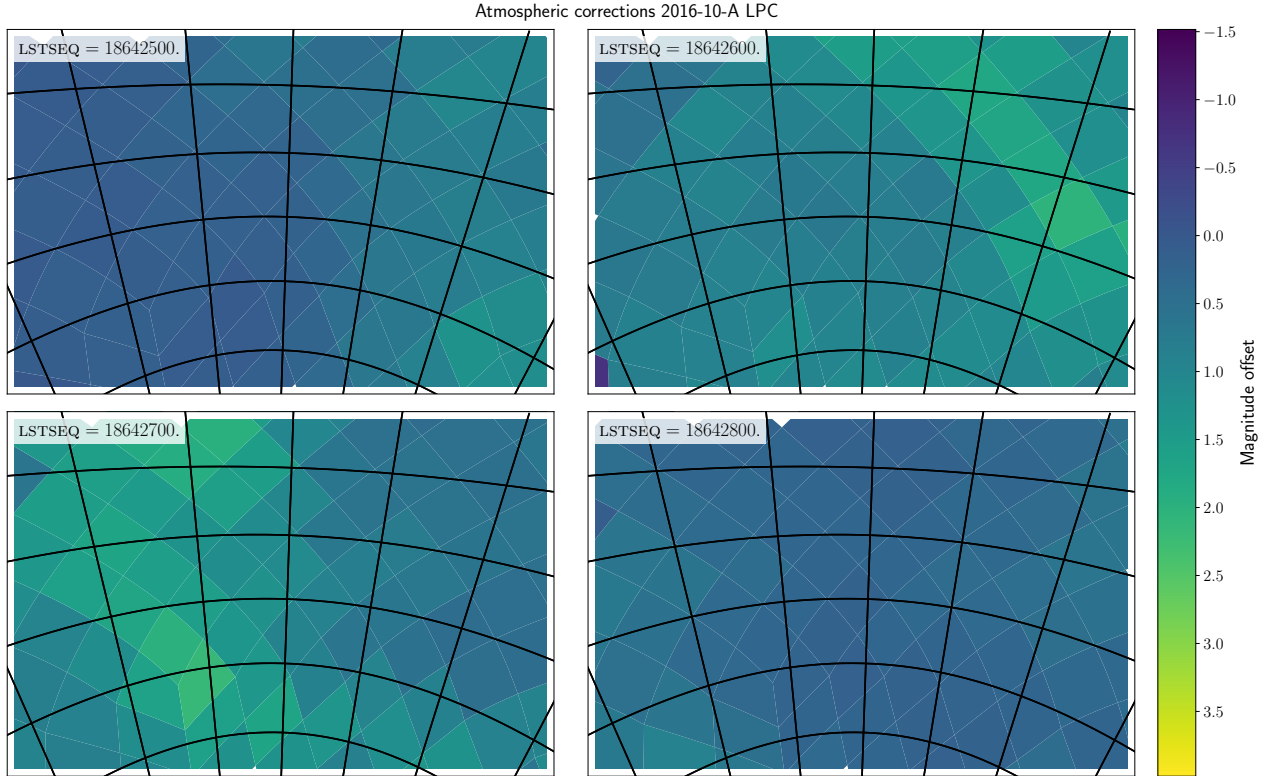 Atmospheric corrections 2016-10-A LPC
LSTSEQ = 18642500.
LSTSEQ = 18642600.
LSTSEQ = 18642700.
LSTSEQ = 18642800.
−1.5
−1.0
−0.5
0.0
0.5
1.0
1.5
2.0
2.5
3.0
3.5
Magnitude offset